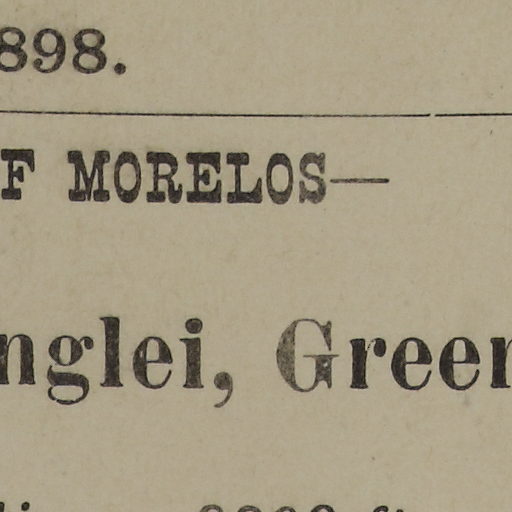 898.
F MORELOS—
nglei, Green